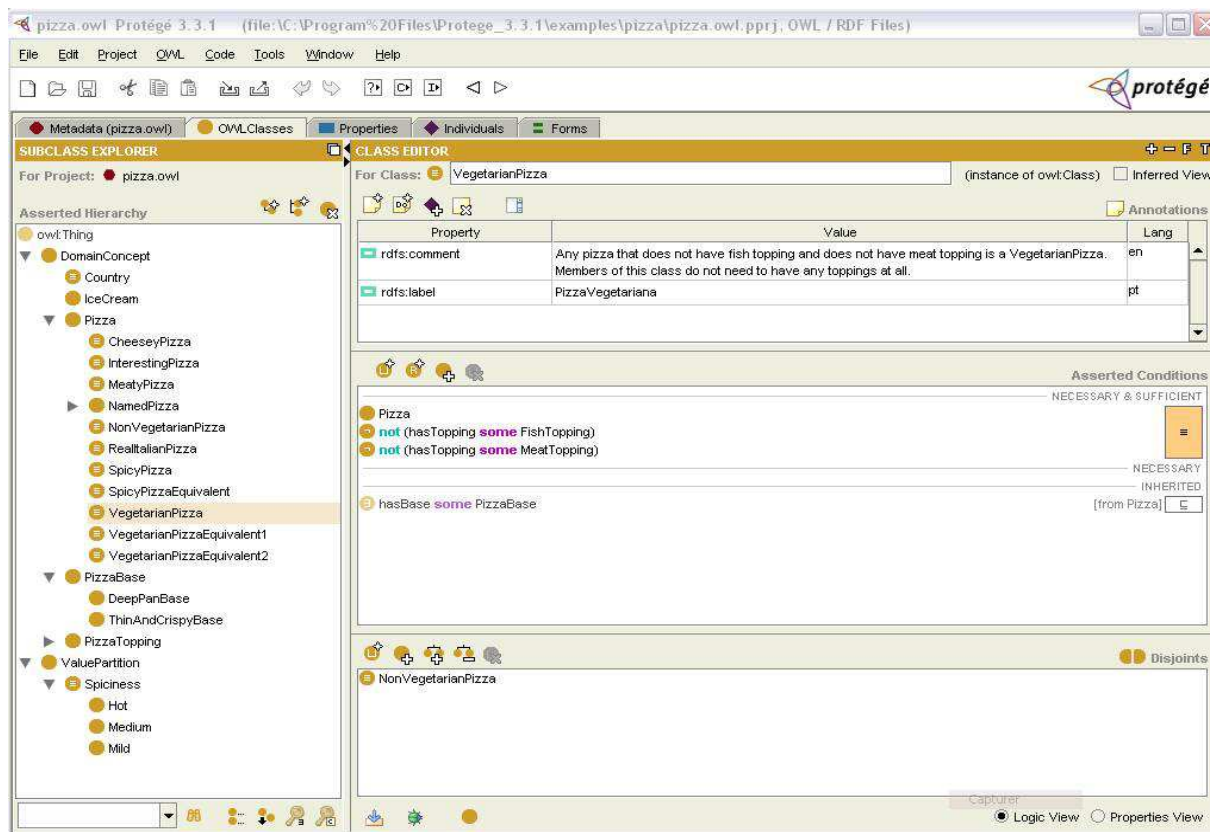 pizza.owl Protégé 3.3.1 (file:\C:\Program%20Files\Protege_3.3.1\examples\pizza\pizza.owl.pprj, OWL / RDF Files)
File Edit Project OWL Code Tools Window Help
protégé
Metadata (pizza.owl) OWLClasses Properties Individuals Forms
SUBCLASS EXPLORER
For Project: pizza.owl
Asserted Hierarchy
owl:Thing
DomainConcept
Country
IceCream
Pizza
CheeseyPizza
InterestingPizza
MeatyPizza
NamedPizza
NonVegetarianPizza
RealItalianPizza
SpicyPizza
SpicyPizzaEquivalent
VegetarianPizza
VegetarianPizzaEquivalent1
VegetarianPizzaEquivalent2
PizzaBase
DeepPanBase
ThinAndCrispyBase
PizzaTopping
ValuePartition
Spiciness
Hot
Medium
Mild
CLASS EDITOR
For Class: VegetarianPizza (instance of owl:Class) Inferred View
Annotations
Property Value Lang
rdfs:comment Any pizza that does not have fish topping and does not have meat topping is a VegetarianPizza. en
Members of this class do not need to have any toppings at all.
rdfs:label PizzaVegetariana pt
Asserted Conditions
NECESSARY & SUFFICIENT
Pizza
not (hasTopping some FishTopping)
not (hasTopping some MeatTopping)
NECESSARY
INHERITED
hasBase some PizzaBase [from Pizza]
Disjoints
NonVegetarianPizza
Capturer
Logic View Properties View